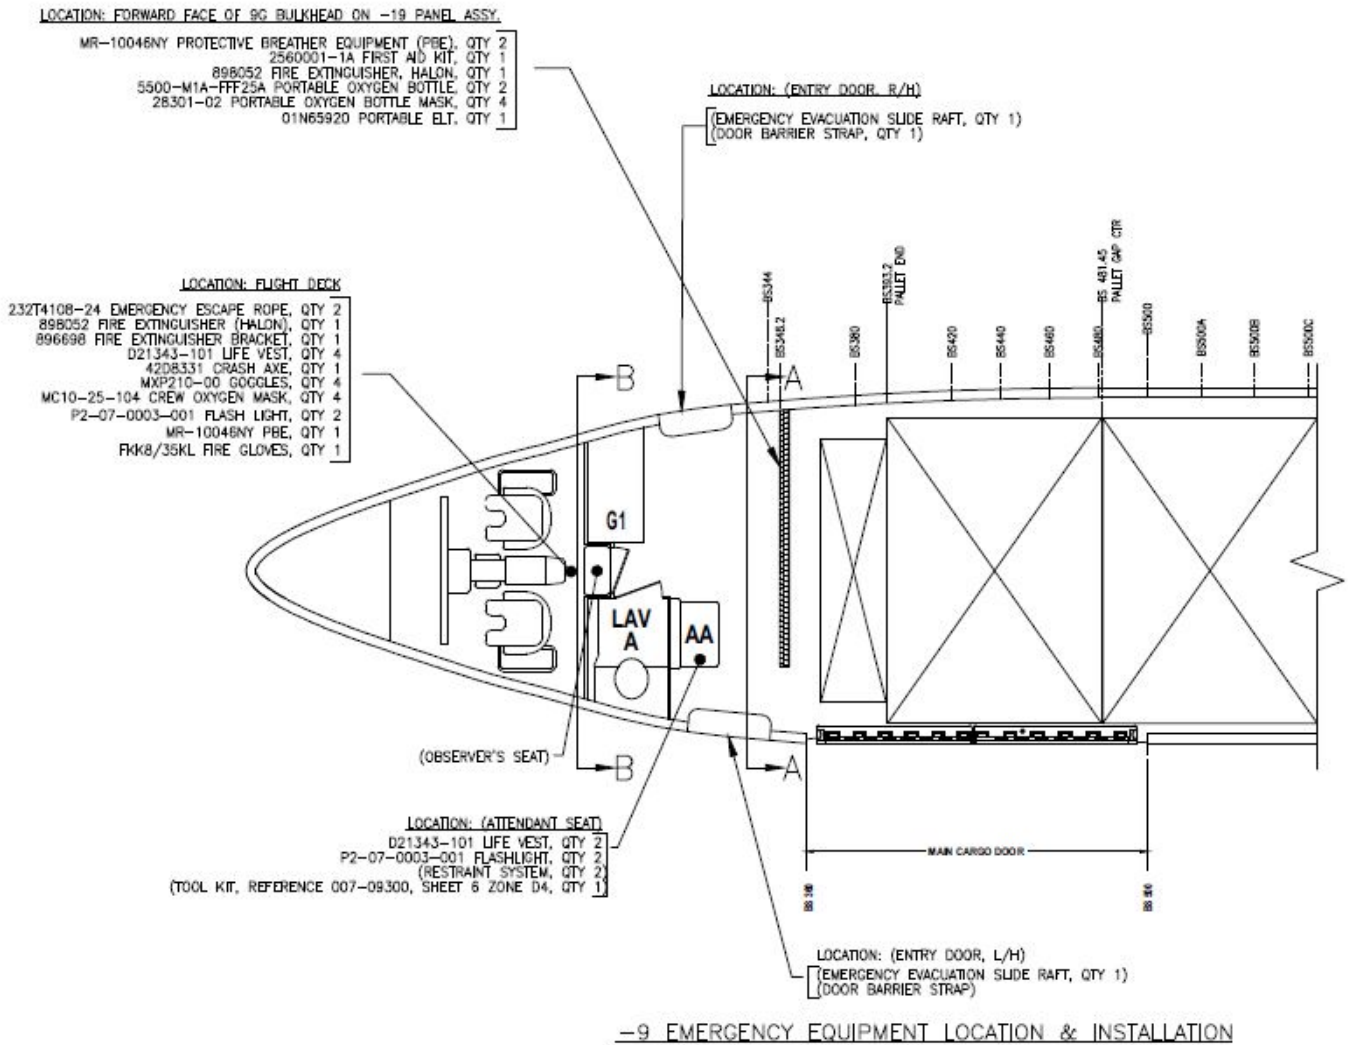 LOCATION: FORWARD FACE OF 9G BULKHEAD ON -19 PANEL ASSY.
MR-10046NY PROTECTIVE BREATHER EQUIPMENT (PBE), QTY 2
2560001-1A FIRST AID KIT, QTY 1
898052 FIRE EXTINGUISHER, HALON, QTY 1
5500-M1A-FFF25A PORTABLE OXYGEN BOTTLE, QTY 2
28301-02 PORTABLE OXYGEN BOTTLE MASK, QTY 4
01N65920 PORTABLE ELT, QTY 1
LOCATION: (ENTRY DOOR, R/H)
(EMERGENCY EVACUATION SLIDE RAFT, QTY 1)
(DOOR BARRIER STRAP, QTY 1)
LOCATION: FLIGHT DECK
232T4108-24 EMERGENCY ESCAPE ROPE, QTY 2
898052 FIRE EXTINGUISHER (HALON), QTY 1
896698 FIRE EXTINGUISHER BRACKET, QTY 1
D21343-101 LIFE VEST, QTY 4
42D8331 CRASH AXE, QTY 1
MXP210-00 GOGGLES, QTY 4
MC10-25-104 CREW OXYGEN MASK, QTY 4
P2-07-0003-001 FLASH LIGHT, QTY 2
MR-10046NY PBE, QTY 1
FKK8/35KL FIRE GLOVES, QTY 1
BS344
BS346.2
BS380
BS393.2
PALLET END
BS420
BS440
BS460
BS480
BS 481.45
PALLET GAP CTR
BS500
BS500A
BS500B
BS500C
B
A
G1
LAV
A
AA
(OBSERVER'S SEAT)
B
A
LOCATION: (ATTENDANT SEAT)
D21343-101 LIFE VEST, QTY 2
P2-07-0003-001 FLASHLIGHT, QTY 2
(RESTRAINT SYSTEM, QTY 2)
(TOOL KIT, REFERENCE 007-09300, SHEET 6 ZONE D4, QTY 1)
MAIN CARGO DOOR
BS 360
BS 500
LOCATION: (ENTRY DOOR, L/H)
(EMERGENCY EVACUATION SLIDE RAFT, QTY 1)
(DOOR BARRIER STRAP)
-9 EMERGENCY EQUIPMENT LOCATION & INSTALLATION